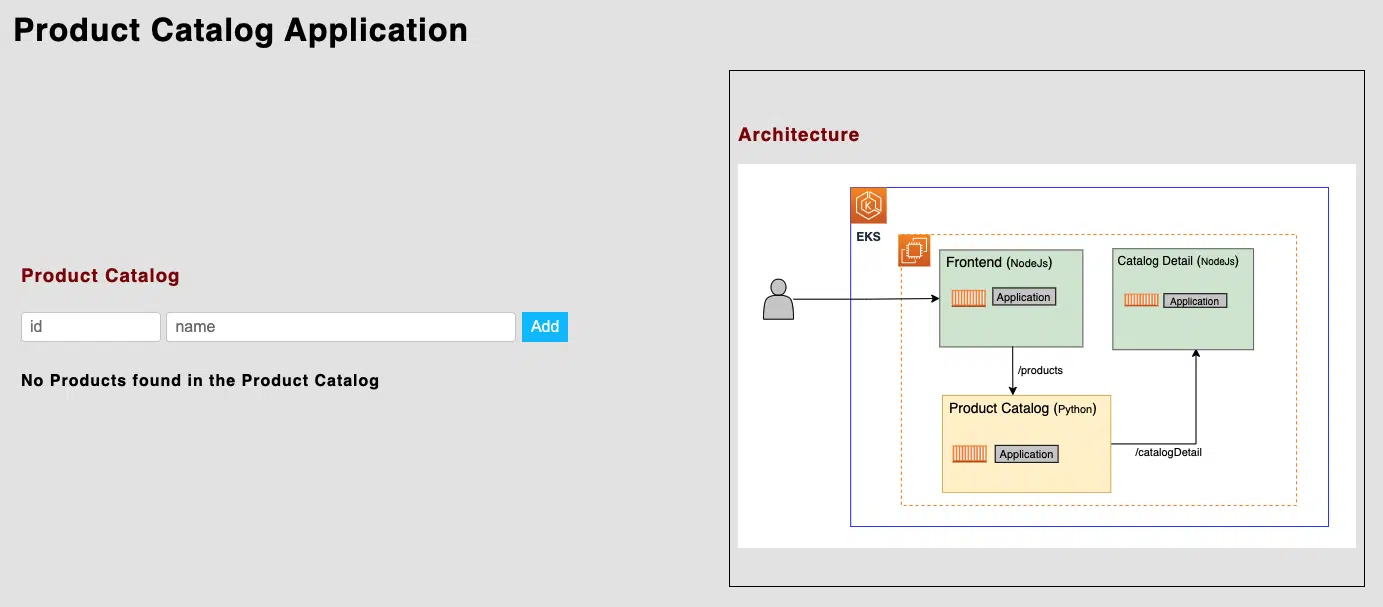 Product Catalog Application
Product Catalog
id
name
Add
No Products found in the Product Catalog
Architecture
EKS
Frontend (NodeJs)
Application
Catalog Detail (NodeJs)
Application
/products
Product Catalog (Python)
Application
/catalogDetail